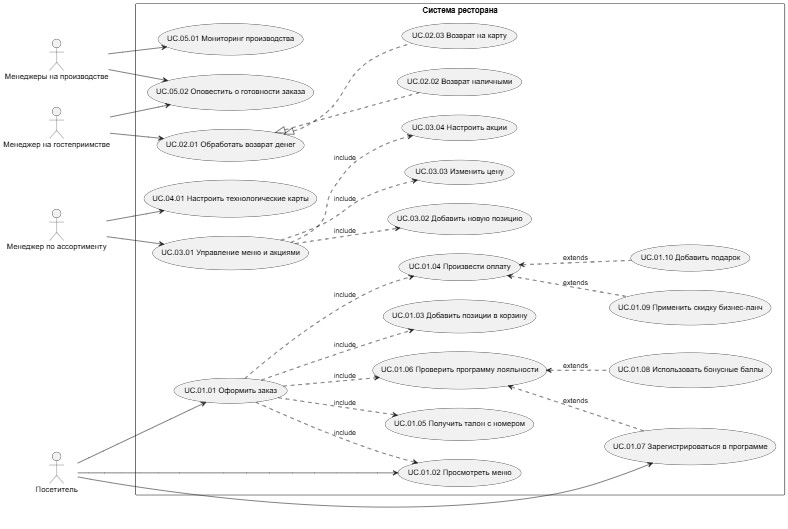 Система ресторана
UC.02.03 Возврат на карту
UC.05.01 Мониторинг производства
Менеджеры на производстве
UC.02.02 Возврат наличными
UC.05.02 Оповестить о готовности заказа
UC.03.04 Настроить акции
Менеджер на гостеприимстве
UC.02.01 Обработать возврат денег
include
UC.03.03 Изменить цену
include
UC.04.01 Настроить технологические карты
UC.03.02 Добавить новую позицию
include
Менеджер по ассортименту
UC.03.01 Управление меню и акциями
UC.01.10 Добавить подарок
extends
UC.01.04 Произвести оплату
extends
include
UC.01.09 Применить скидку бизнес-ланч
UC.01.03 Добавить позиции в корзину
include
extends
UC.01.06 Проверить программу лояльности
UC.01.08 Использовать бонусные баллы
include
UC.01.01 Оформить заказ
include
extends
UC.01.05 Получить талон с номером
include
UC.01.07 Зарегистрироваться в программе
UC.01.02 Просмотреть меню
Посетитель